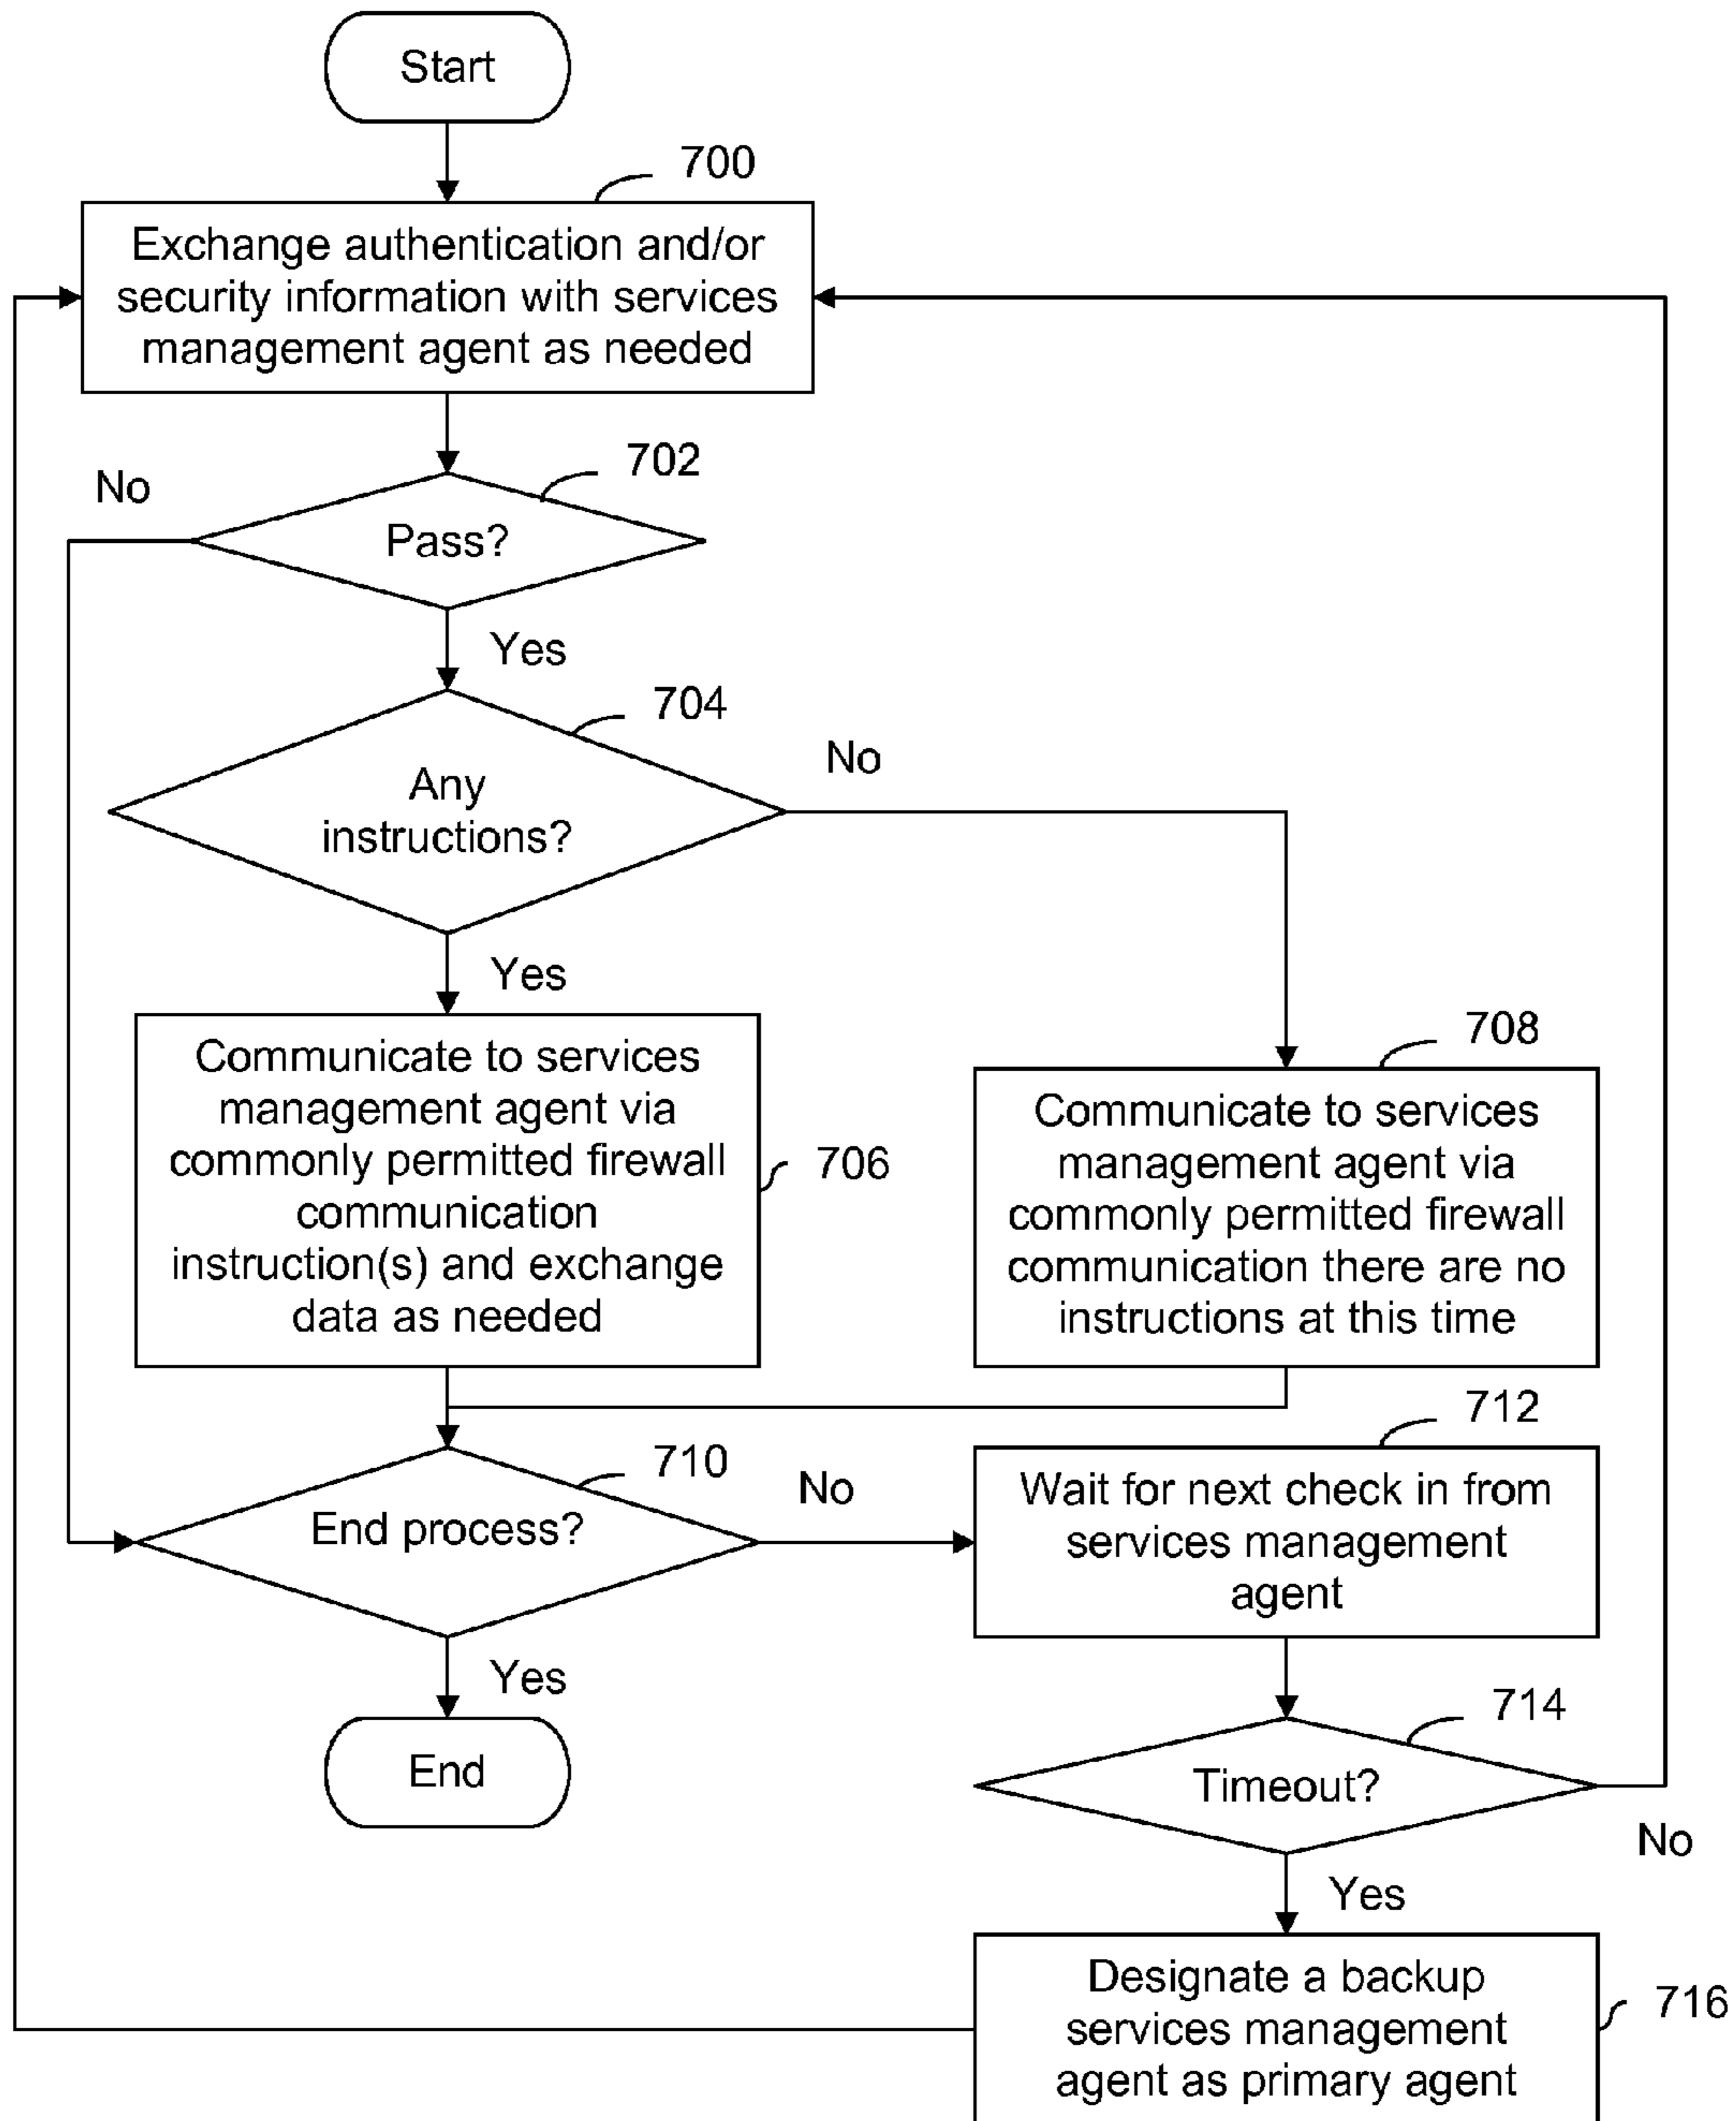 Start
700
Exchange authentication and/or
security information with services
management agent as needed
702
No
Pass?
Yes
704
No
Any
instructions?
Yes
Communicate to services
management agent via
commonly permitted firewall
communication
instruction(s) and exchange
data as needed
706
708
Communicate to services
management agent via
commonly permitted firewall
communication there are no
instructions at this time
710
End process?
No
712
Wait for next check in from
services management
agent
Yes
End
714
Timeout?
No
Yes
Designate a backup
services management
agent as primary agent
716